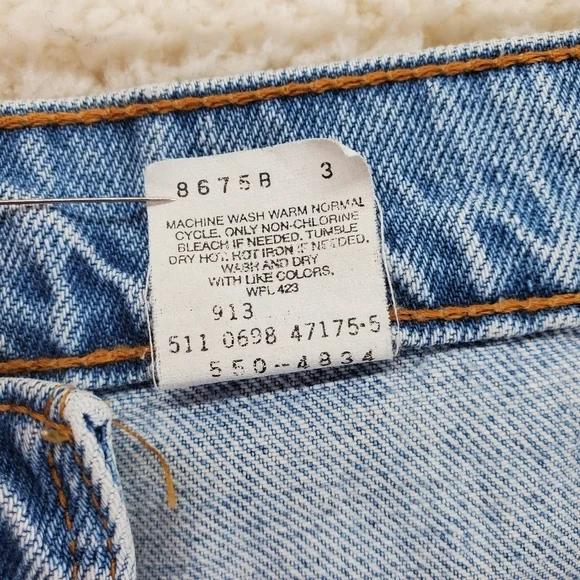 8675B 3
MACHINE WASH WARM NORMAL
CYCLE. ONLY NON-CHLORINE
BLEACH IF NEEDED. TUMBLE
DRY HOT. HOT IRON IF NEEDED.
WASH AND DRY
WITH LIKE COLORS.
WPL 423
913
511 0698 47175-5
550-4834